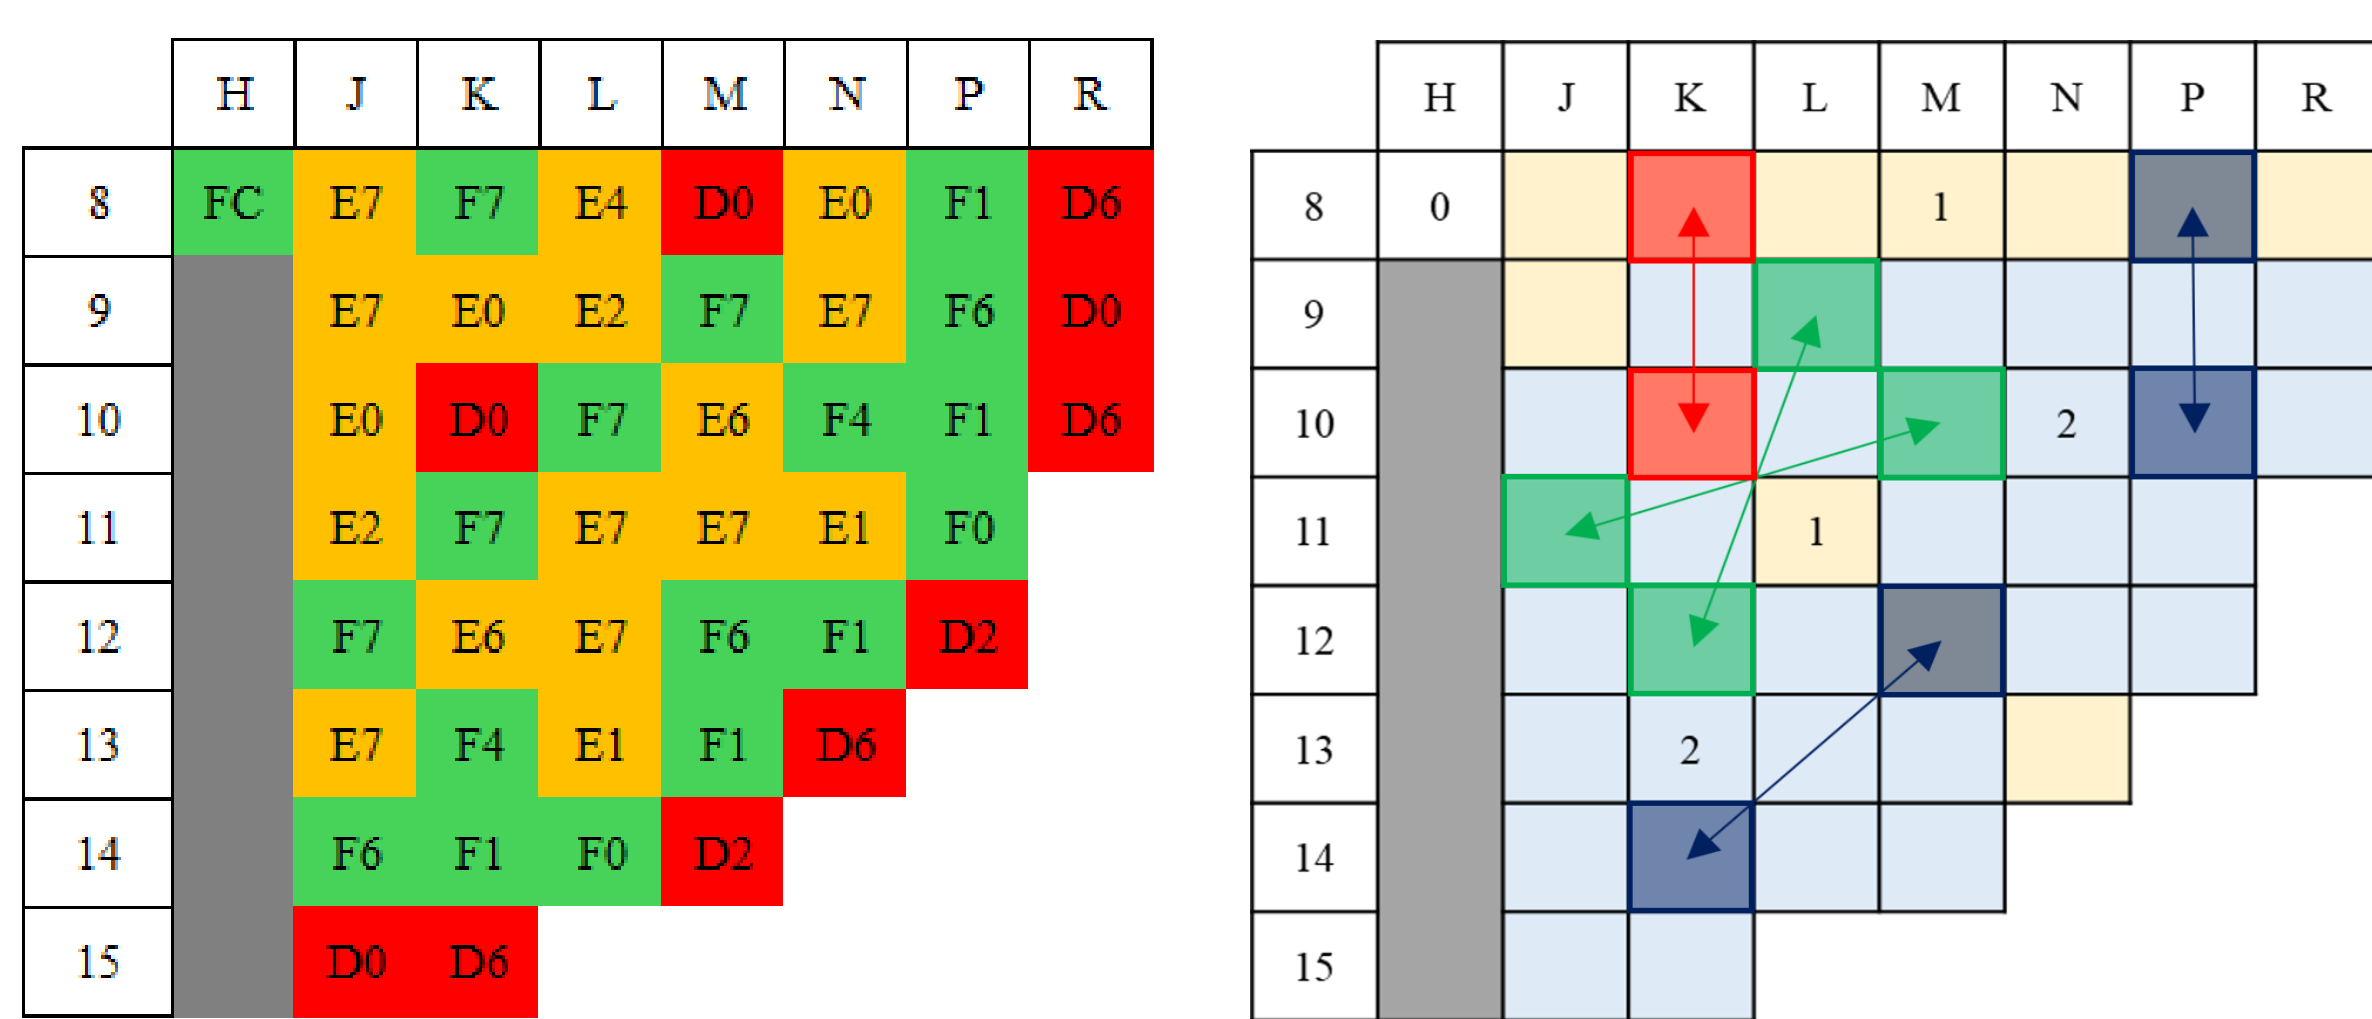 H J K L M N P R
8 FC E7 F7 E4 D0 E0 F1 D6
9 E7 E0 E2 F7 E7 F6 D0
10 E0 D0 F7 E6 F4 F1 D6
11 E2 F7 E7 E7 E1 F0
12 F7 E6 E7 F6 F1 D2
13 E7 F4 E1 F1 D6
14 F6 F1 F0 D2
15 D0 D6
H J K L M N P R
8 0 1
9
10 2
11 1
12
13 2
14
15